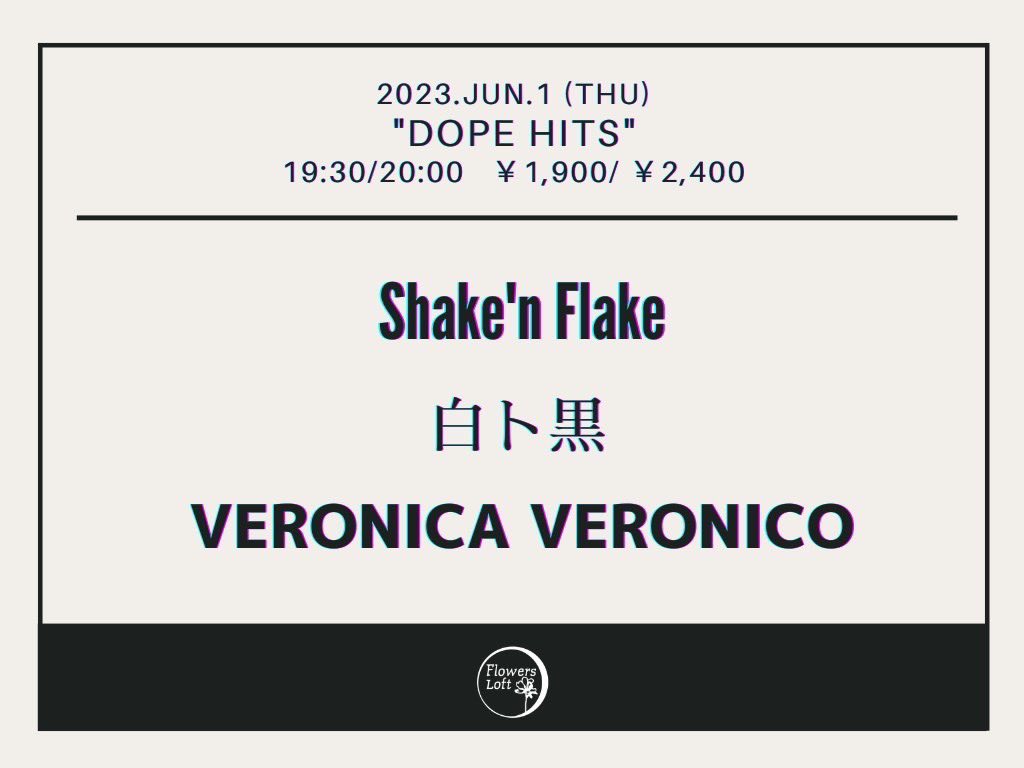 2023.JUN.1 (THU)
"DOPE HITS"
19:30/20:00 ¥1,900/ ¥2,400
Shake'n Flake
白ト黒
VERONICA VERONICO
Flowers
Loft